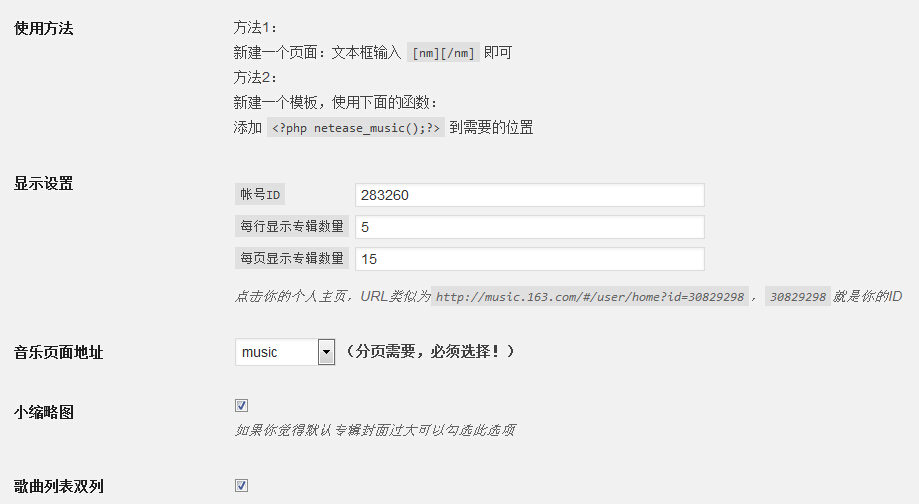 使用方法
方法1：
新建一个页面：文本框输入 [nm][/nm] 即可
方法2：
新建一个模板，使用下面的函数：
添加 <?php netease_music();?> 到需要的位置
显示设置
帐号ID 283260
每行显示专辑数量 5
每页显示专辑数量 15
点击你的个人主页，URL类似为 http://music.163.com/#/user/home?id=30829298 ， 30829298 就是你的ID
音乐页面地址 music （分页需要，必须选择！）
小缩略图
如果你觉得默认专辑封面过大可以勾选此选项
歌曲列表双列